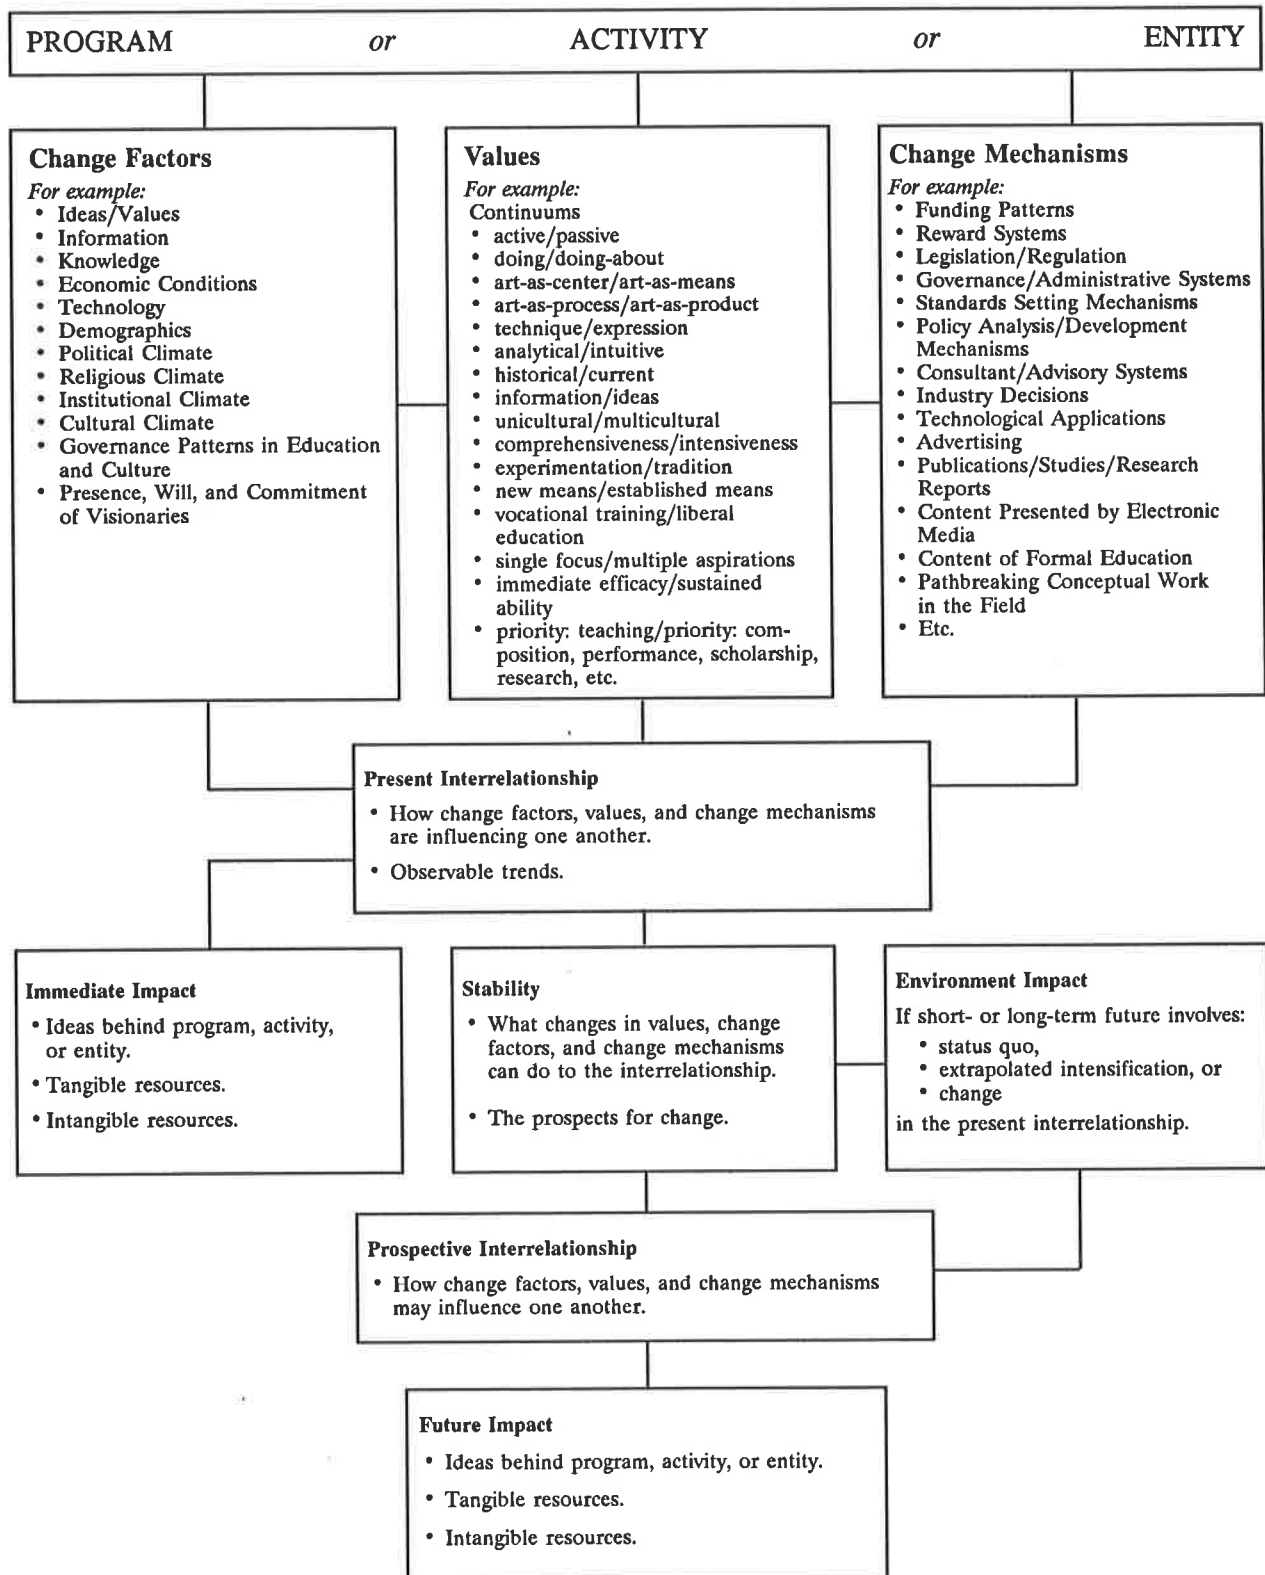 PROGRAM or ACTIVITY or ENTITY
Change Factors
For example:
• Ideas/Values
• Information
• Knowledge
• Economic Conditions
• Technology
• Demographics
• Political Climate
• Religious Climate
• Institutional Climate
• Cultural Climate
• Governance Patterns in Education
and Culture
• Presence, Will, and Commitment
of Visionaries
Values
For example:
Continuums
• active/passive
• doing/doing-about
• art-as-center/art-as-means
• art-as-process/art-as-product
• technique/expression
• analytical/intuitive
• historical/current
• information/ideas
• unicultural/multicultural
• comprehensiveness/intensiveness
• experimentation/tradition
• new means/established means
• vocational training/liberal
education
• single focus/multiple aspirations
• immediate efficacy/sustained
ability
• priority: teaching/priority: com-
position, performance, scholarship,
research, etc.
Change Mechanisms
For example:
• Funding Patterns
• Reward Systems
• Legislation/Regulation
• Governance/Administrative Systems
• Standards Setting Mechanisms
• Policy Analysis/Development
Mechanisms
• Consultant/Advisory Systems
• Industry Decisions
• Technological Applications
• Advertising
• Publications/Studies/Research
Reports
• Content Presented by Electronic
Media
• Content of Formal Education
• Pathbreaking Conceptual Work
in the Field
• Etc.
Present Interrelationship
• How change factors, values, and change mechanisms
are influencing one another.
• Observable trends.
Immediate Impact
• Ideas behind program, activity,
or entity.
• Tangible resources.
• Intangible resources.
Stability
• What changes in values, change
factors, and change mechanisms
can do to the interrelationship.
• The prospects for change.
Environment Impact
If short- or long-term future involves:
• status quo,
• extrapolated intensification, or
• change
in the present interrelationship.
Prospective Interrelationship
• How change factors, values, and change mechanisms
may influence one another.
Future Impact
• Ideas behind program, activity, or entity.
• Tangible resources.
• Intangible resources.